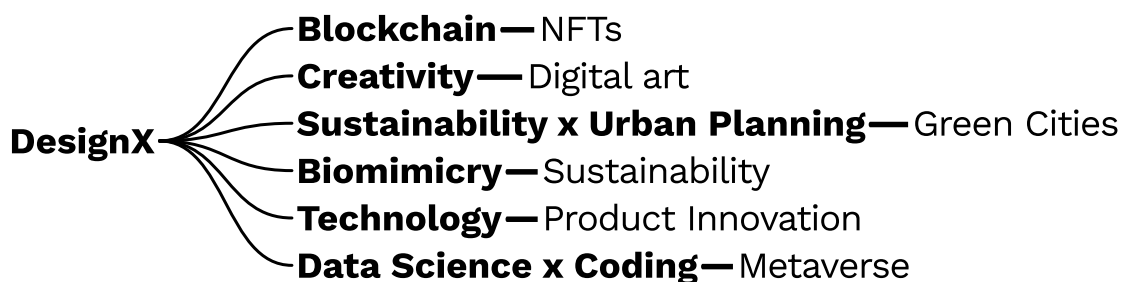 Blockchain NFTs
Creativity Digital art
Sustainability x Urban Planning Green Cities
DesignX
Biomimicry Sustainability
Technology Product Innovation
Data Science x Coding Metaverse